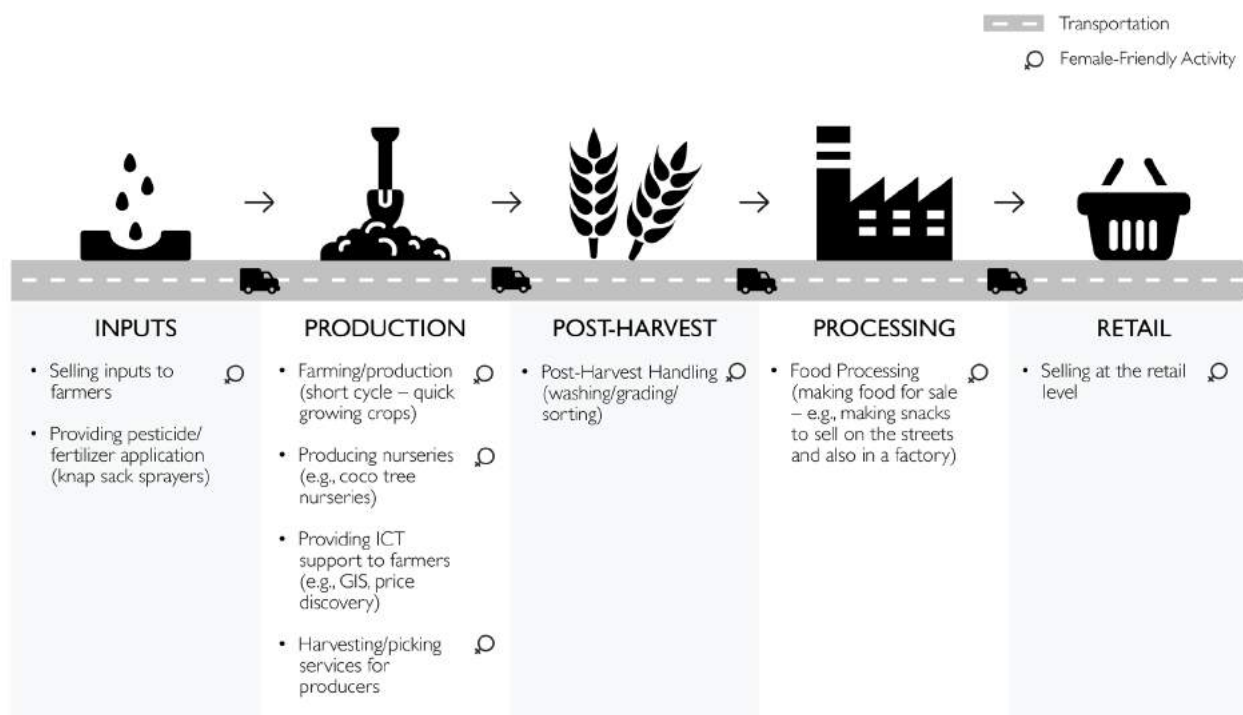 Transportation
Female-Friendly Activity
INPUTS
• Selling inputs to
farmers
• Providing pesticide/
fertilizer application
(knap sack sprayers)
PRODUCTION
• Farming/production
(short cycle – quick
growing crops)
• Producing nurseries
(e.g., coco tree
nurseries)
• Providing ICT
support to farmers
(e.g., GIS, price
discovery)
• Harvesting/picking
services for
producers
POST-HARVEST
• Post-Harvest Handling
(washing/grading/
sorting)
PROCESSING
• Food Processing
(making food for sale
– e.g., making snacks
to sell on the streets
and also in a factory)
RETAIL
• Selling at the retail
level